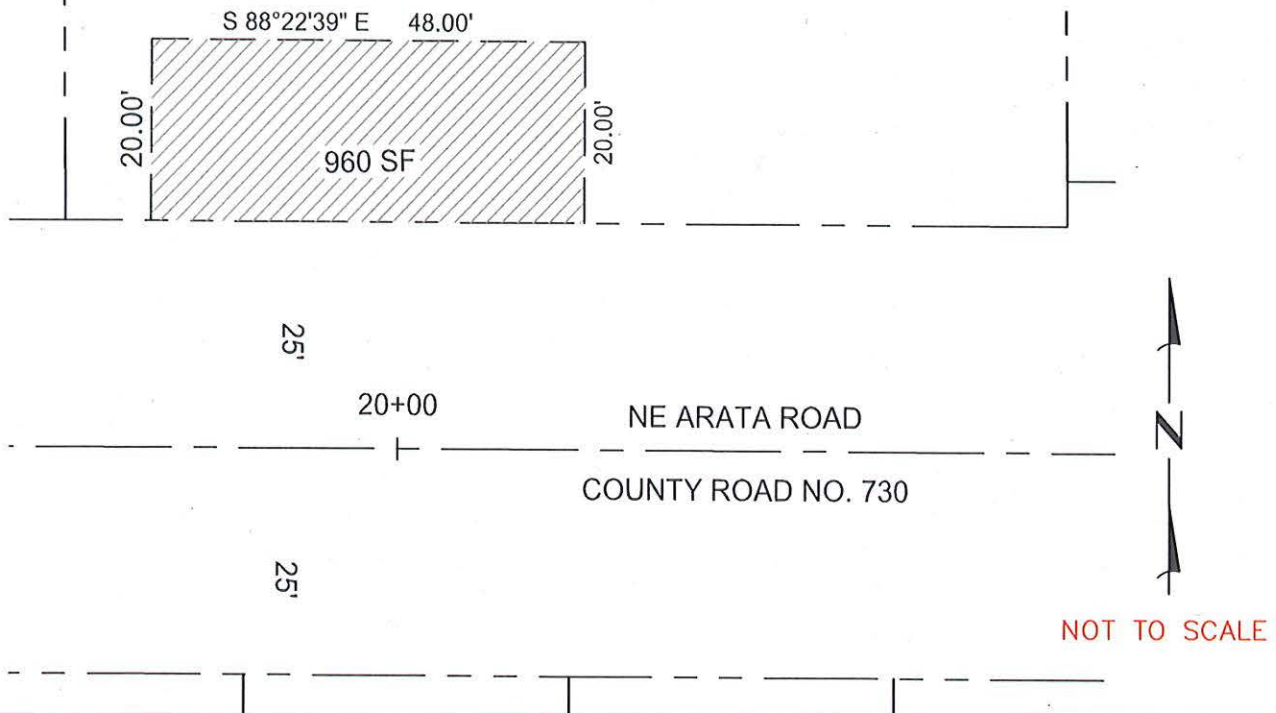 S 88°22'39" E 48.00'
20.00'
20.00'
960 SF
25'
20+00
NE ARATA ROAD
N
COUNTY ROAD NO. 730
25'
NOT TO SCALE